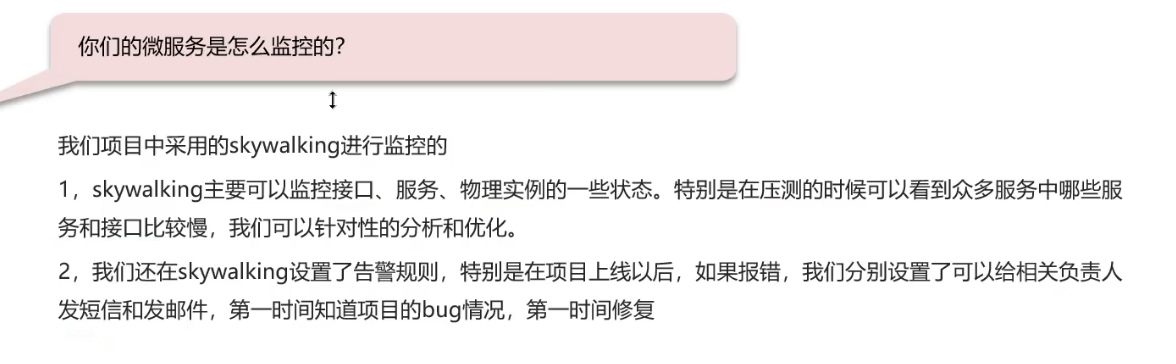 你们的微服务是怎么监控的？
我们项目中采用的skywalking进行监控的
1，skywalking主要可以监控接口、服务、物理实例的一些状态。特别是在压测的时候可以看到众多服务中哪些服
务和接口比较慢，我们可以针对性的分析和优化。
2，我们还在skywalking设置了告警规则，特别是在项目上线以后，如果报错，我们分别设置了可以给相关负责人
发短信和发邮件，第一时间知道项目的bug情况，第一时间修复